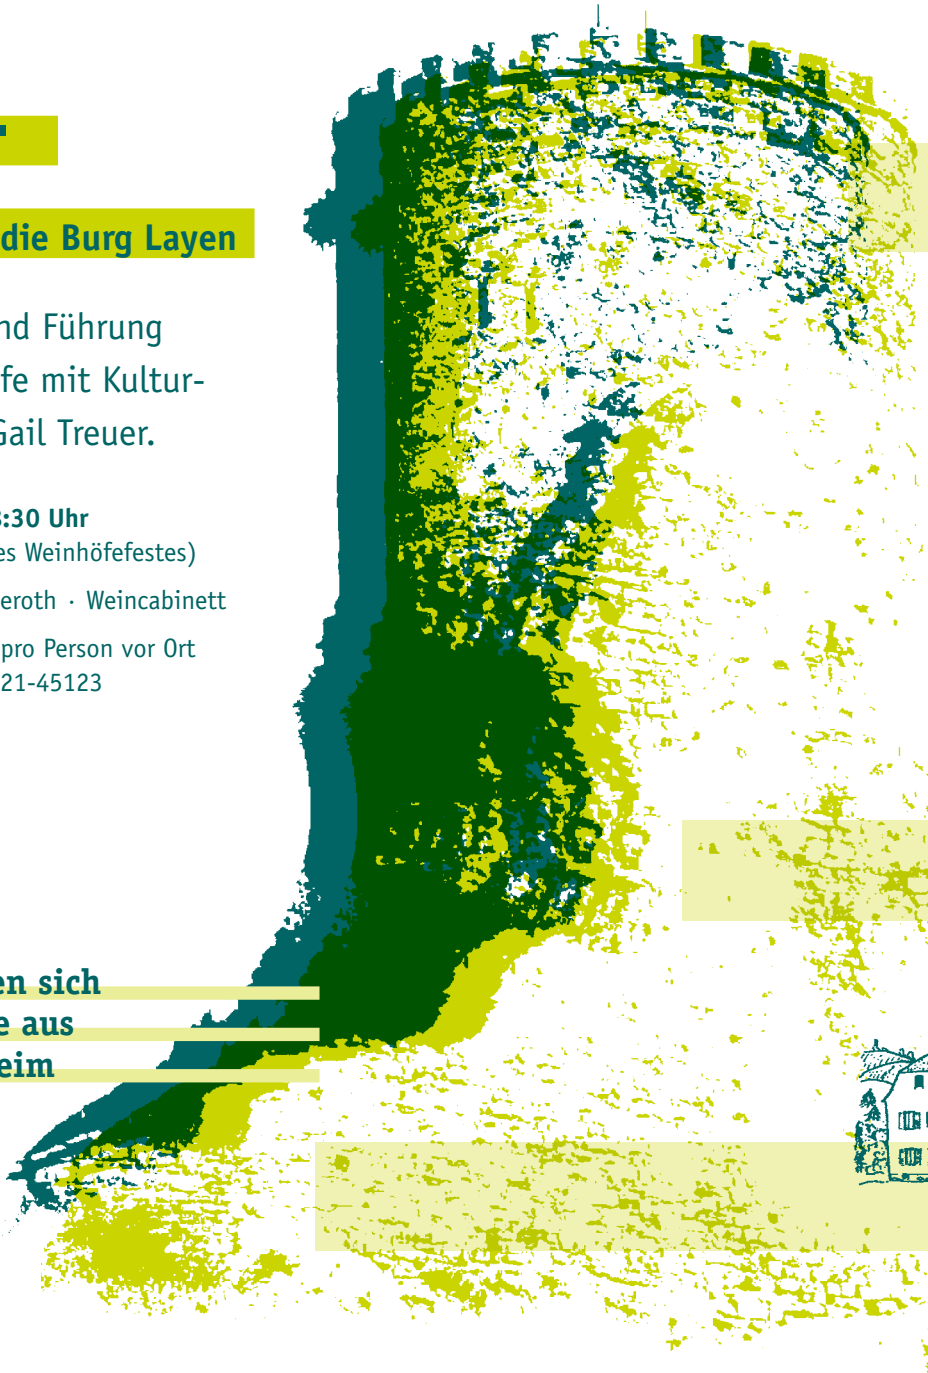 die Burg Layen
nd Führung
fe mit Kultur-
Gail Treuer.
:30 Uhr
es Weinhöfefestes)
eroth · Weincabinett
pro Person vor Ort
21-45123
en sich
e aus
eim